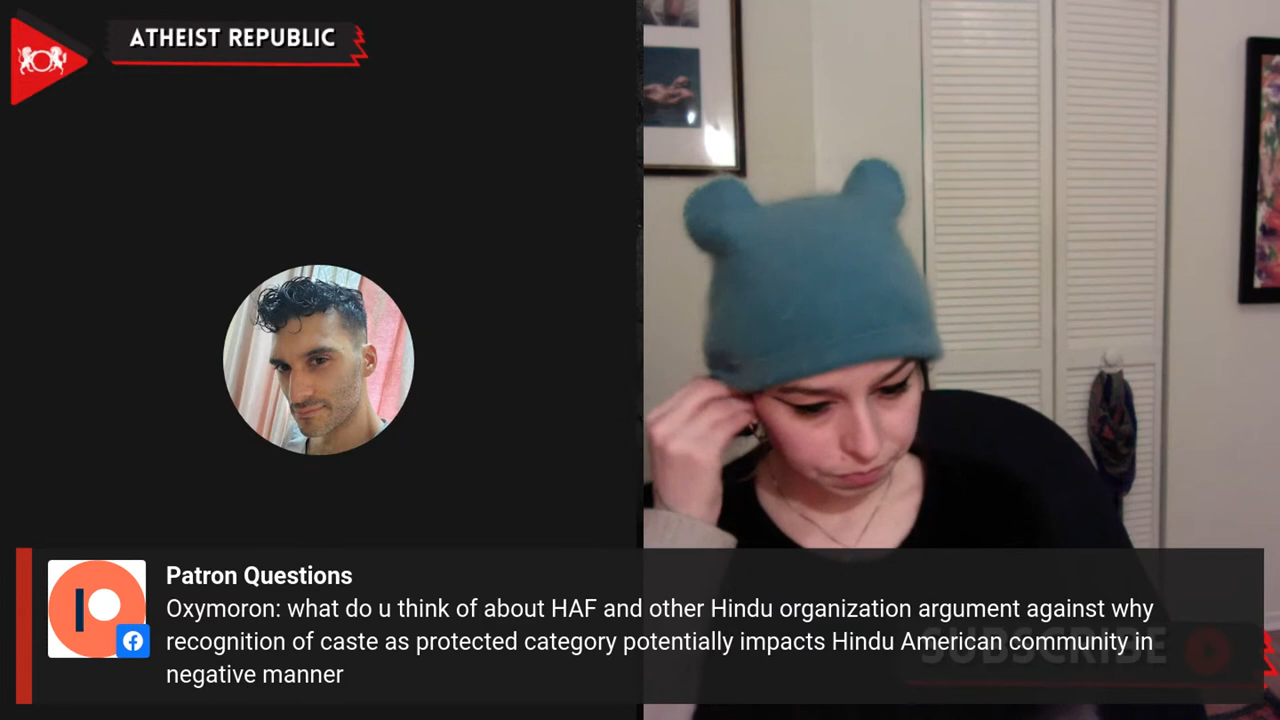 ATHEIST REPUBLIC
Patron Questions
Oxymoron: what do u think of about HAF and other Hindu organization argument against why
recognition of caste as protected category potentially impacts Hindu American community in
negative manner
SUBSCRIBE